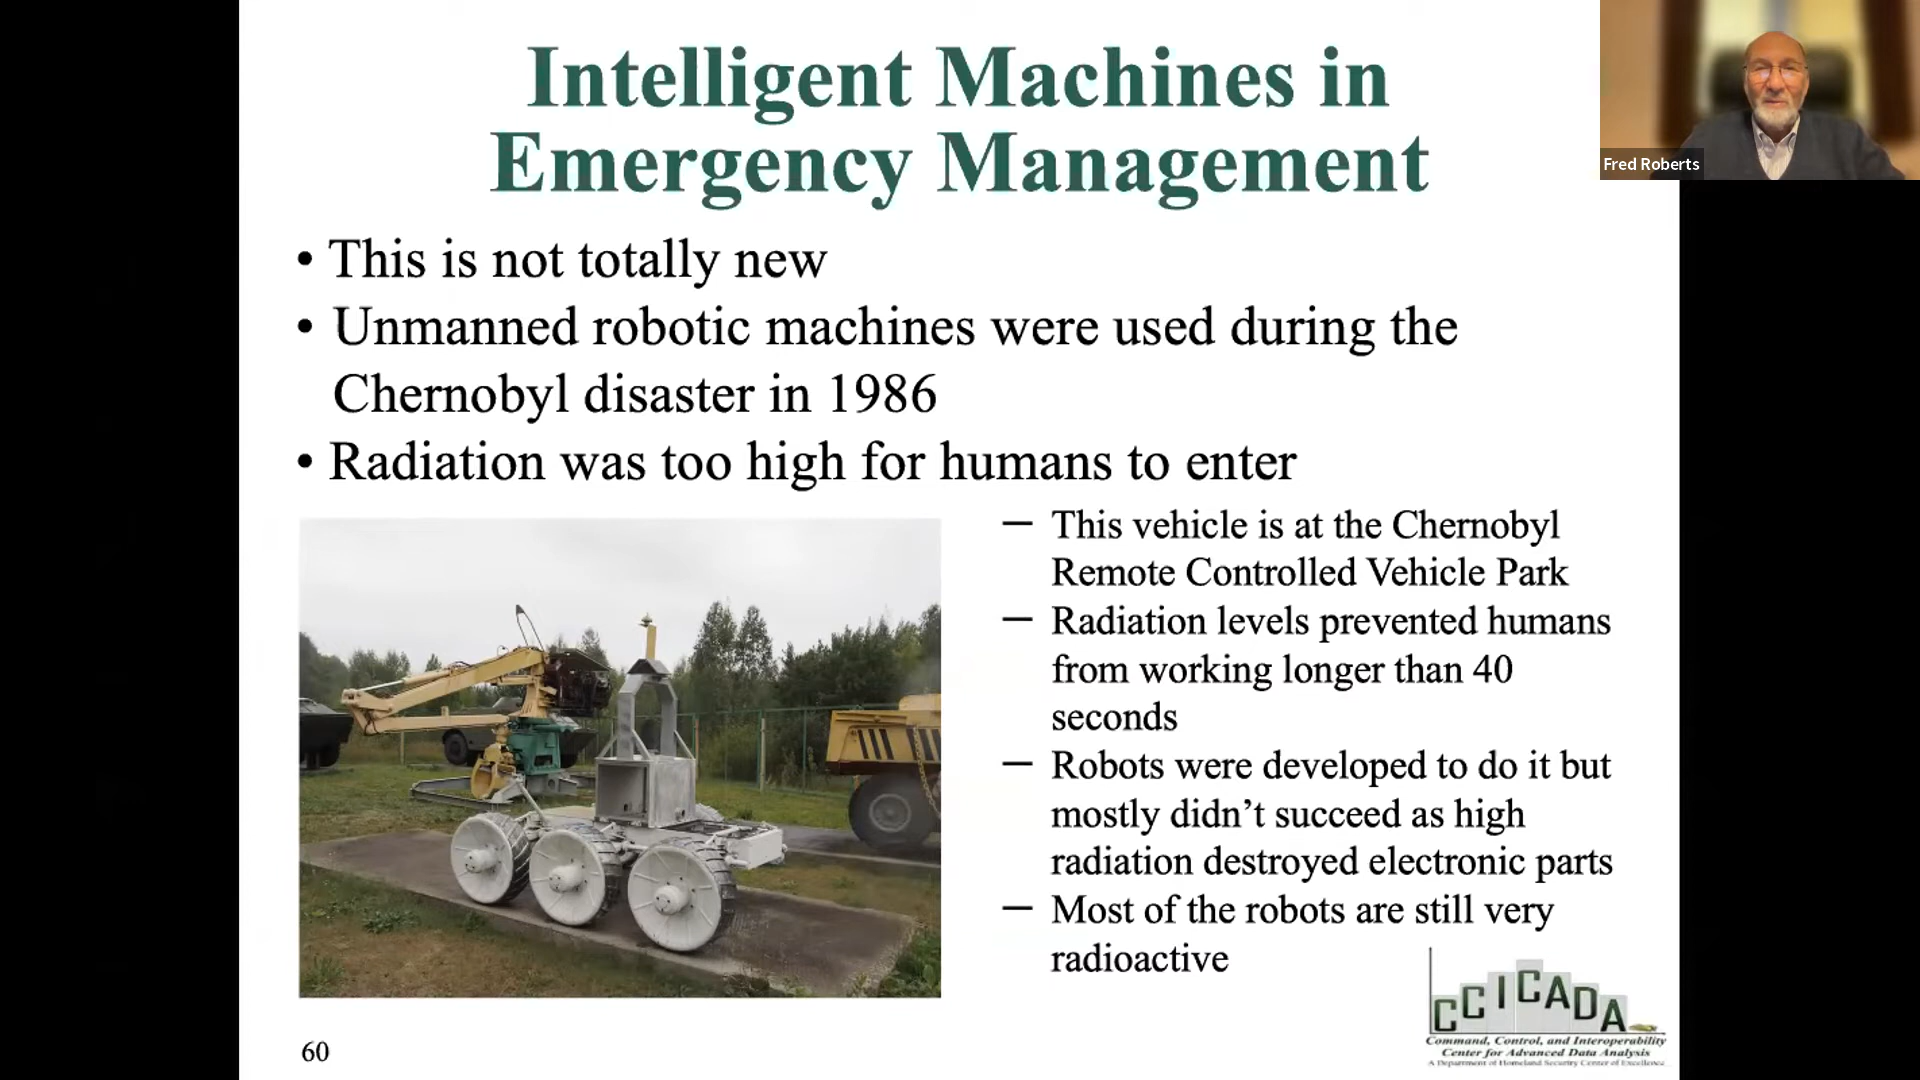 Intelligent Machines in
Emergency Management
Fred Roberts
• This is not totally new
• Unmanned robotic machines were used during the
Chernobyl disaster in 1986
• Radiation was too high for humans to enter
— This vehicle is at the Chernobyl
Remote Controlled Vehicle Park
— Radiation levels prevented humans
from working longer than 40
seconds
— Robots were developed to do it but
mostly didn’t succeed as high
radiation destroyed electronic parts
— Most of the robots are still very
radioactive
CCICADA
Command, Control, and Interoperability
Center for Advanced Data Analysis
A Department of Homeland Security Center of Excellence
60